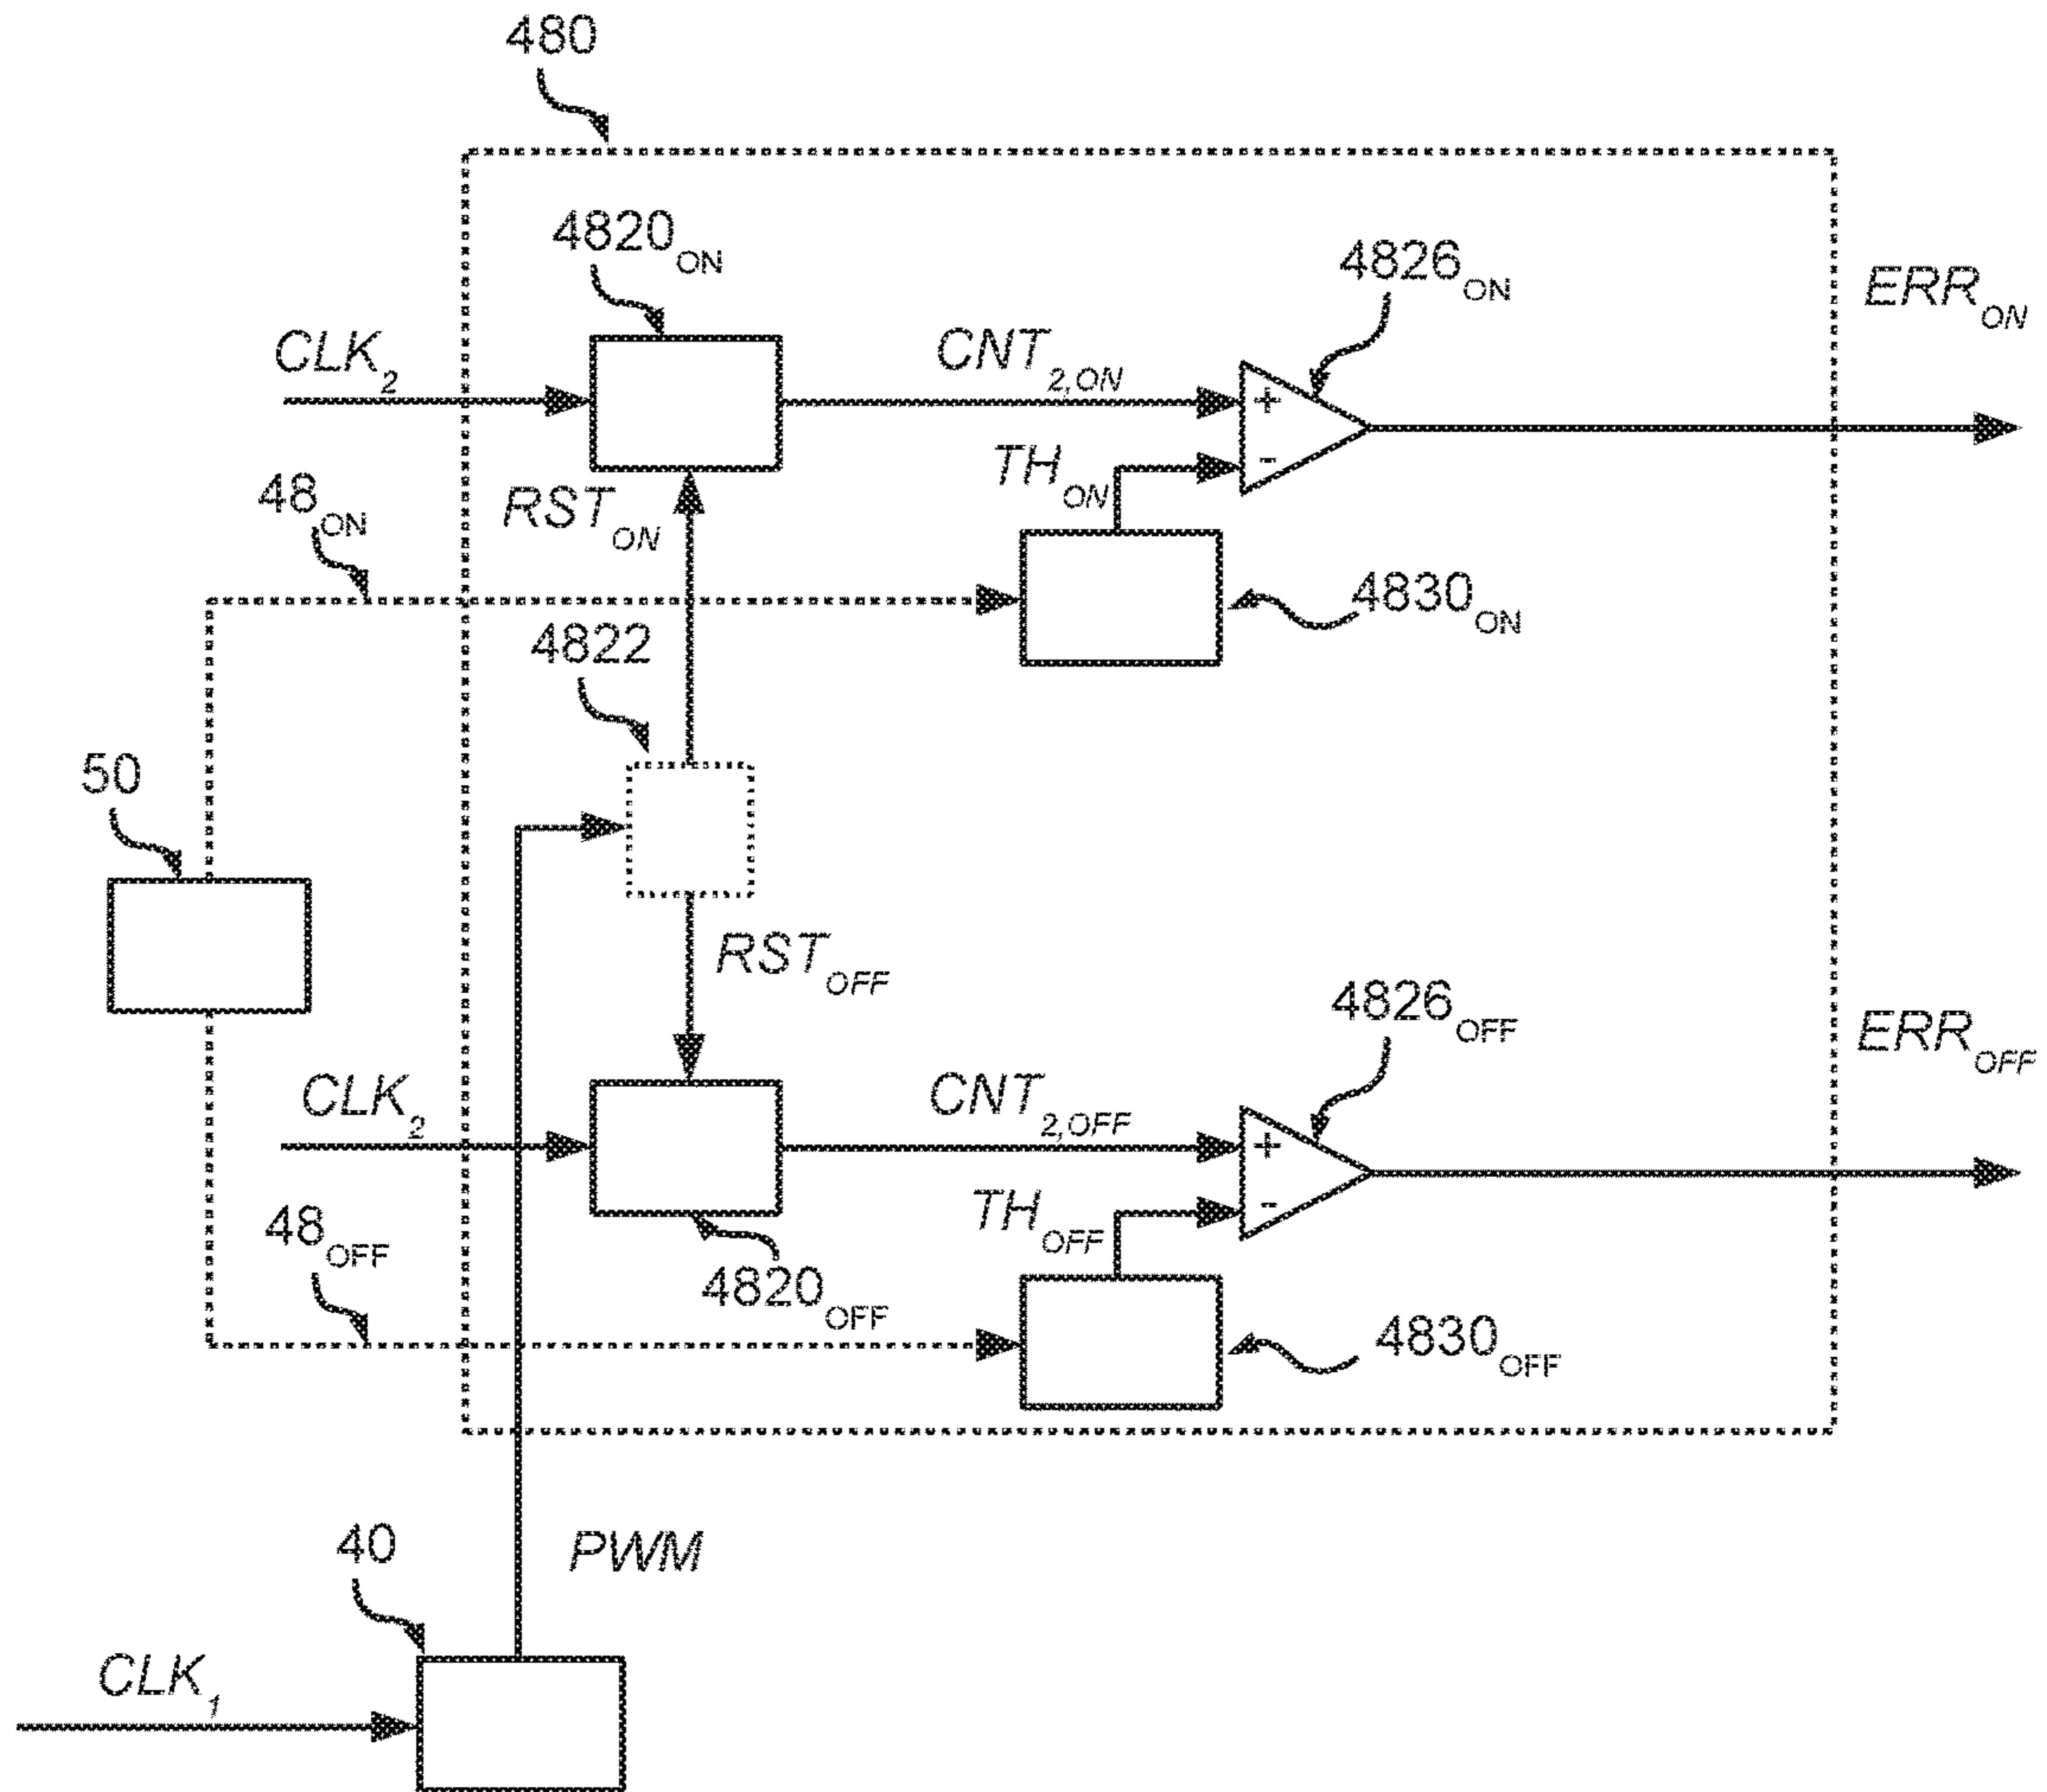 480
4820ON
4826ON
ERRON
CLK2
CNT2,ON
THON
48ON
RSTON
4830ON
4822
50
RSTOFF
4826OFF
ERROFF
CLK2
CNT2,OFF
THOFF
48OFF
4820OFF
4830OFF
+
-
+
-
40
PWM
CLK1